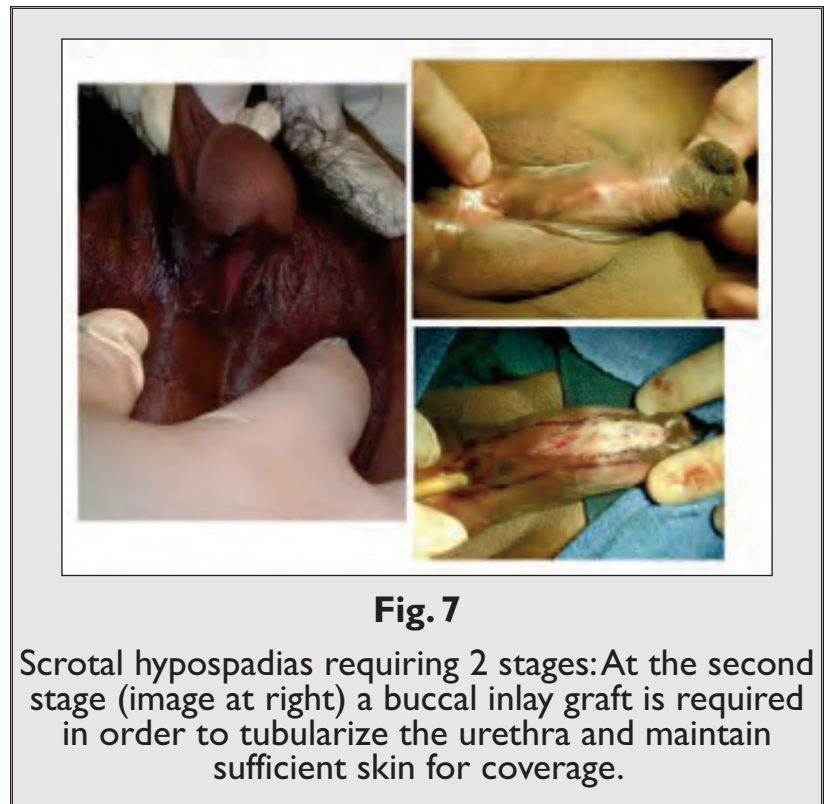 Fig. 7
Scrotal hypospadias requiring 2 stages: At the second
stage (image at right) a buccal inlay graft is required
in order to tubularize the urethra and maintain
sufficient skin for coverage.